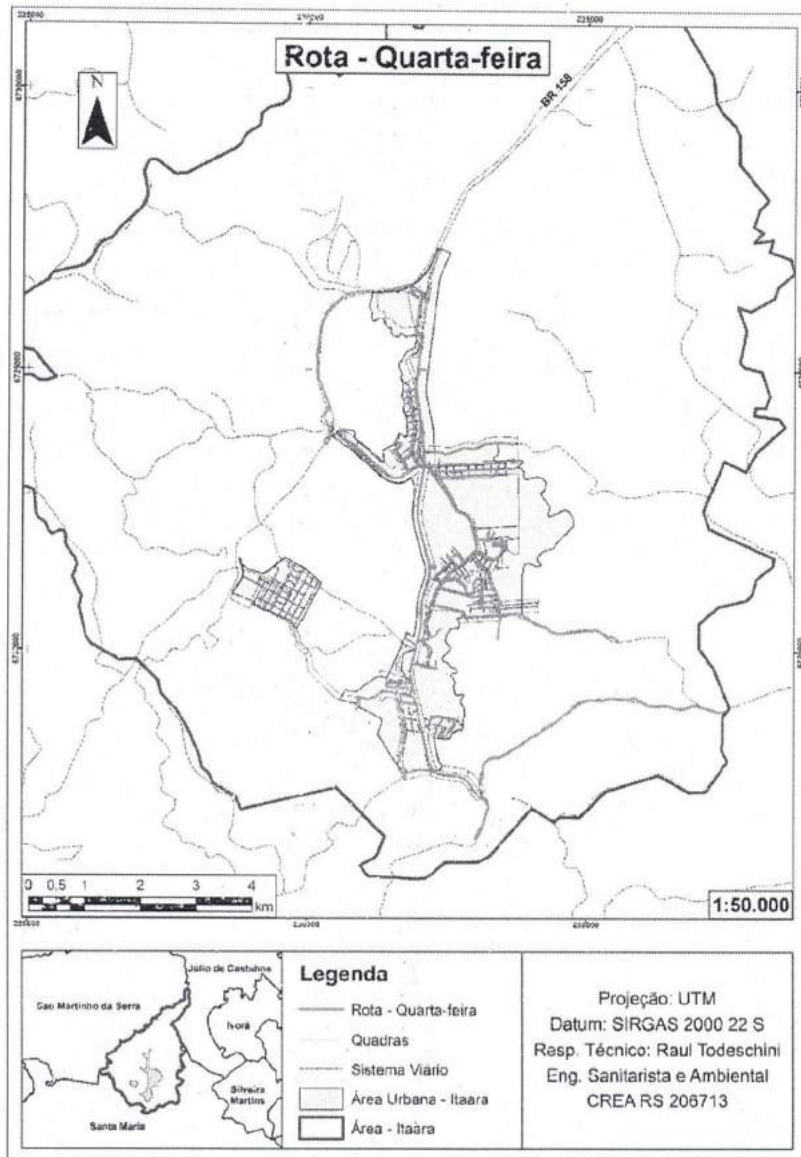 Rota - Quarta-feira
N
BR 158
0 0,5 1 2 3 4
km
1:50.000
Júlio de Castilhos
São Martinho da Serra
Ivorá
Silveira
Martins
Santa Maria
Legenda
Rota - Quarta-feira
Quadras
Sistema Viário
Área Urbana - Itaara
Área - Itaara
Projeção: UTM
Datum: SIRGAS 2000 22 S
Resp. Técnico: Raul Todeschini
Eng. Sanitarista e Ambiental
CREA RS 206713